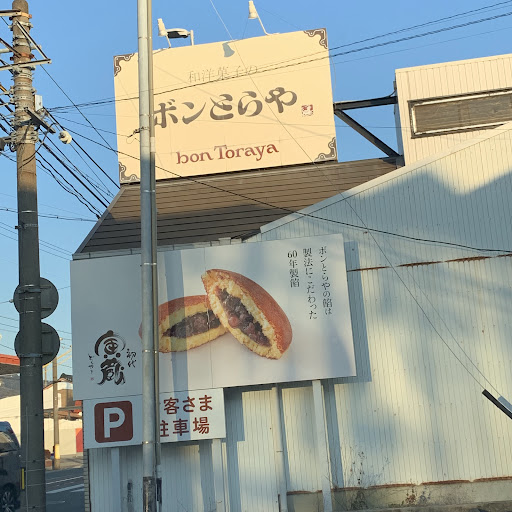 和洋菓子の
ボンとらや
bon Toraya
ボンとらやの餡は
製法にこだわった
60年製餡
初代
寅蔵
P
客さま
駐車場